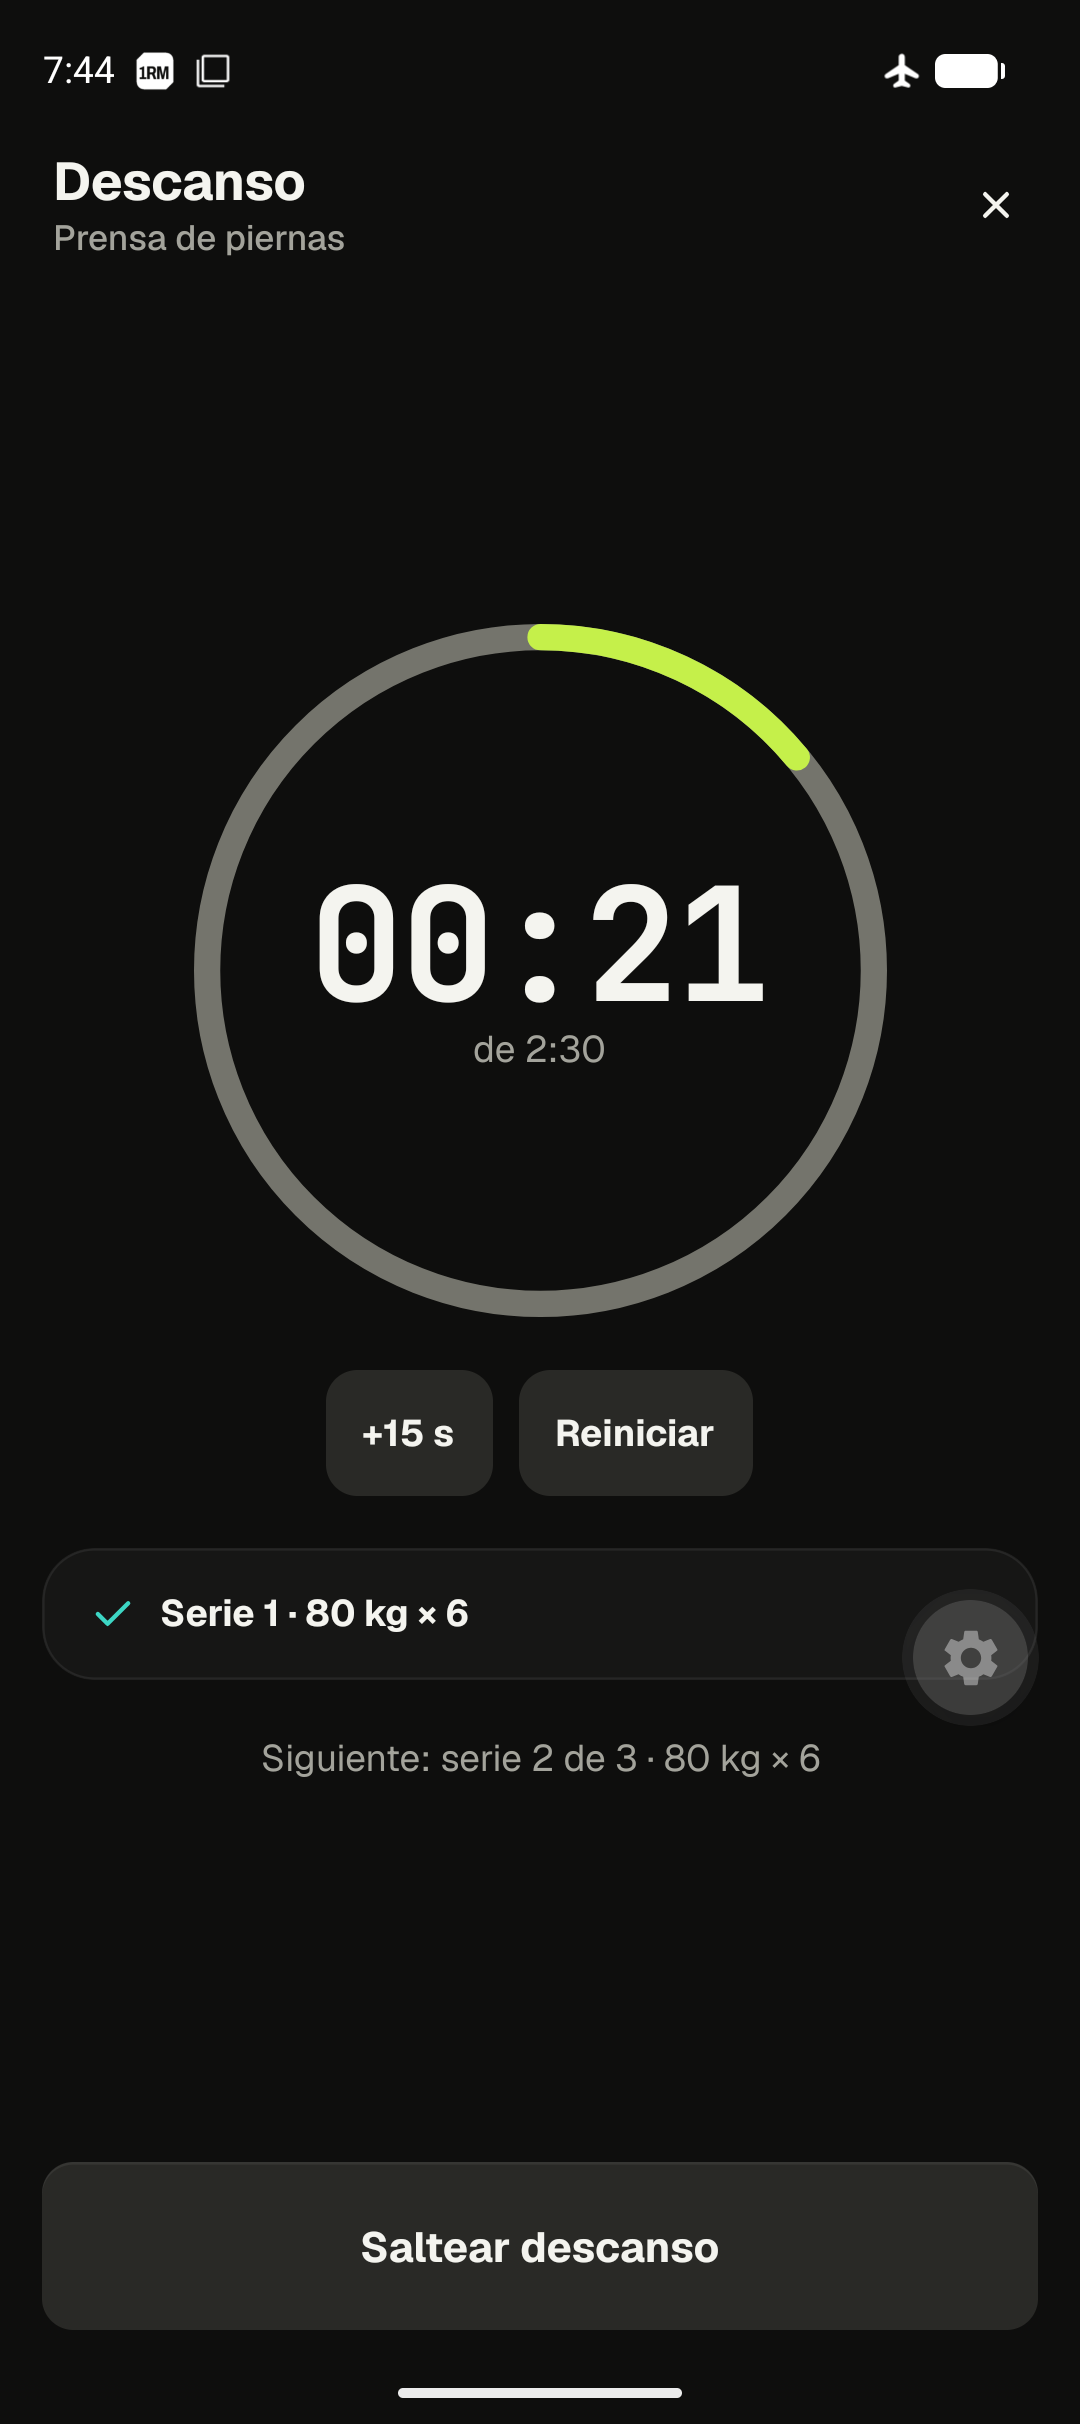 7:44 1RM
Descanso
Prensa de piernas
00:21
de 2:30
+15 s Reiniciar
Serie 1 · 80 kg × 6
Siguiente: serie 2 de 3 · 80 kg × 6
Saltear descanso